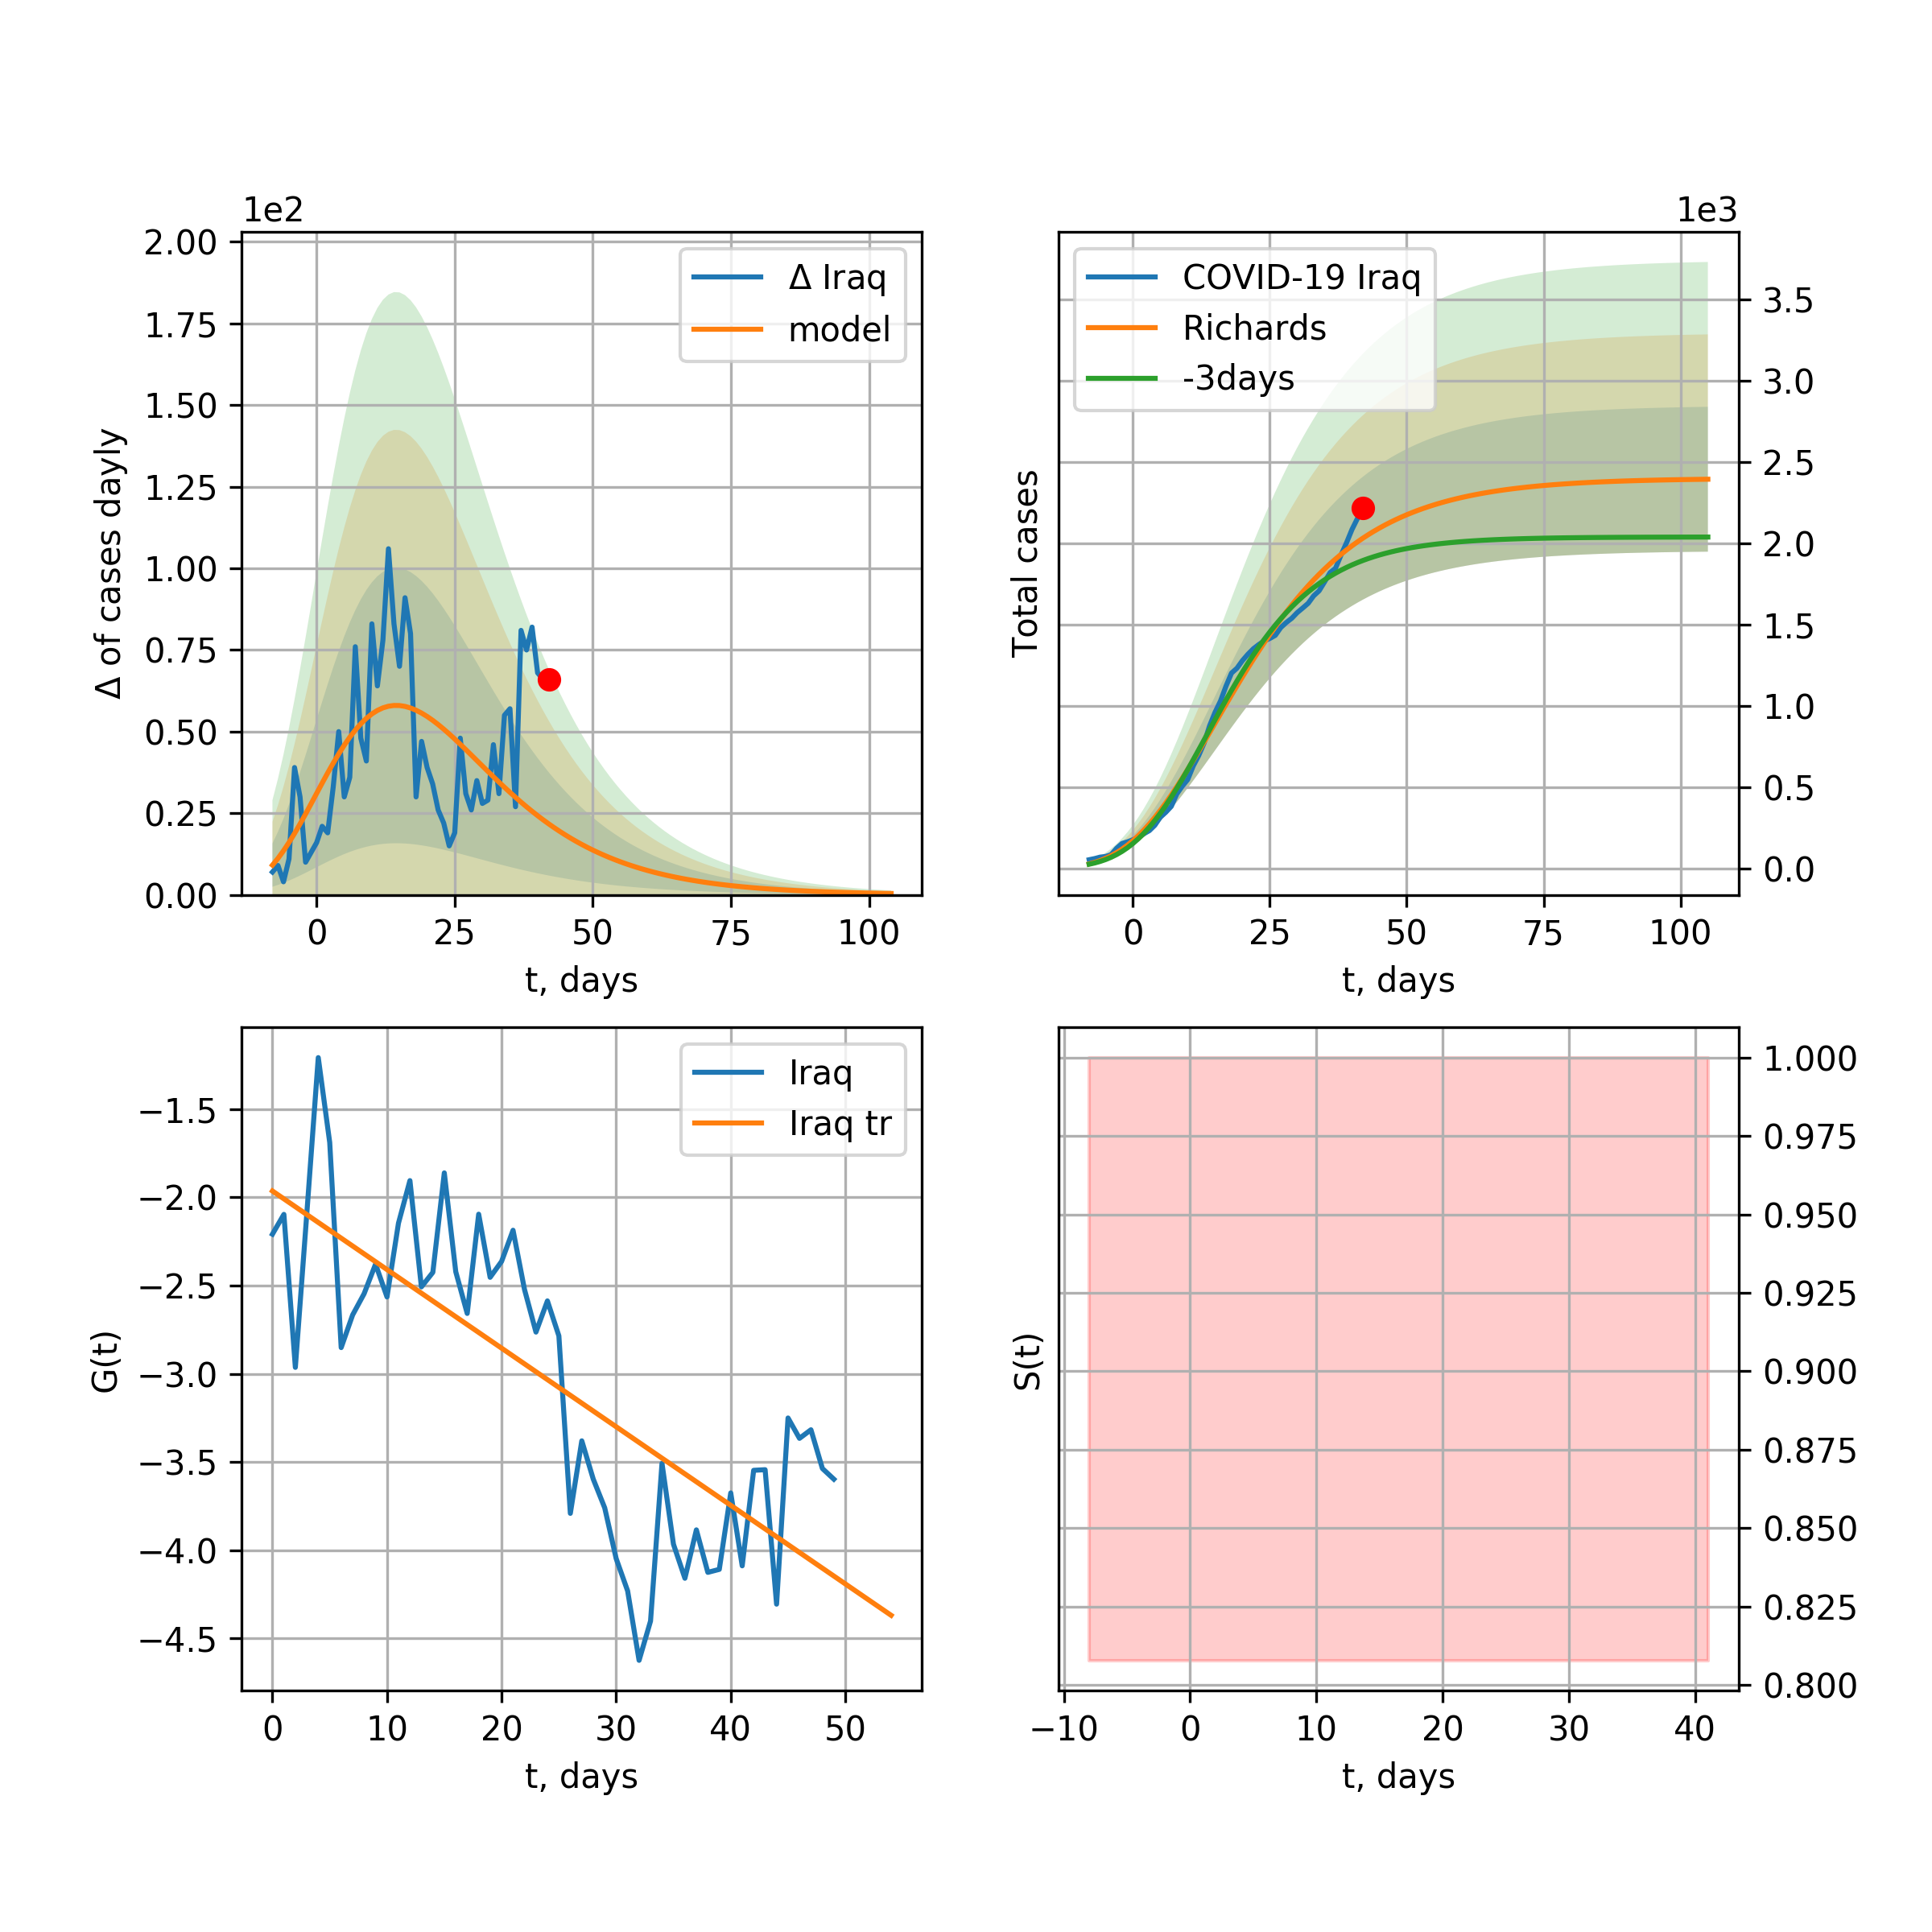 1e2
2.00
1.75
1.50
1.25
1.00
0.75
0.50
0.25
0.00
Δ of cases dayly
Δ Iraq
model
0 25 50 75 100
t, days
1e3
COVID-19 Iraq
Richards
-3days
Total cases
3.5
3.0
2.5
2.0
1.5
1.0
0.5
0.0
0 25 50 75 100
t, days
−1.5
−2.0
−2.5
−3.0
−3.5
−4.0
−4.5
G(t)
Iraq
Iraq tr
0 10 20 30 40 50
t, days
S(t)
1.000
0.975
0.950
0.925
0.900
0.875
0.850
0.825
0.800
−10 0 10 20 30 40
t, days